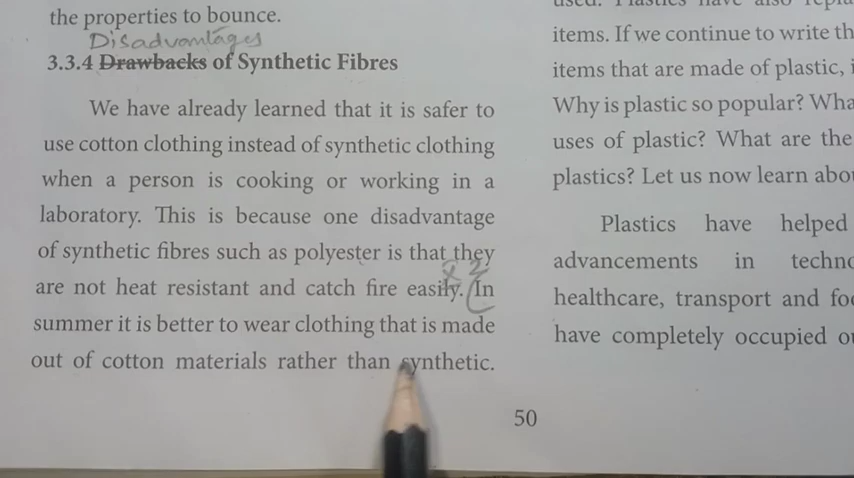 the properties to bounce.
Disadvantages
3.3.4 Drawbacks of Synthetic Fibres
We have already learned that it is safer to
use cotton clothing instead of synthetic clothing
when a person is cooking or working in a
laboratory. This is because one disadvantage
of synthetic fibres such as polyester is that they
are not heat resistant and catch fire easily. (In
summer it is better to wear clothing that is made
out of cotton materials rather than synthetic.
items. If we continue to write
items that are made of plastic,
Why is plastic so popular?
uses of plastic? What are the
plastics? Let us now learn
Plastics have helped
advancements in
healthcare, transport and
have completely occupied
50